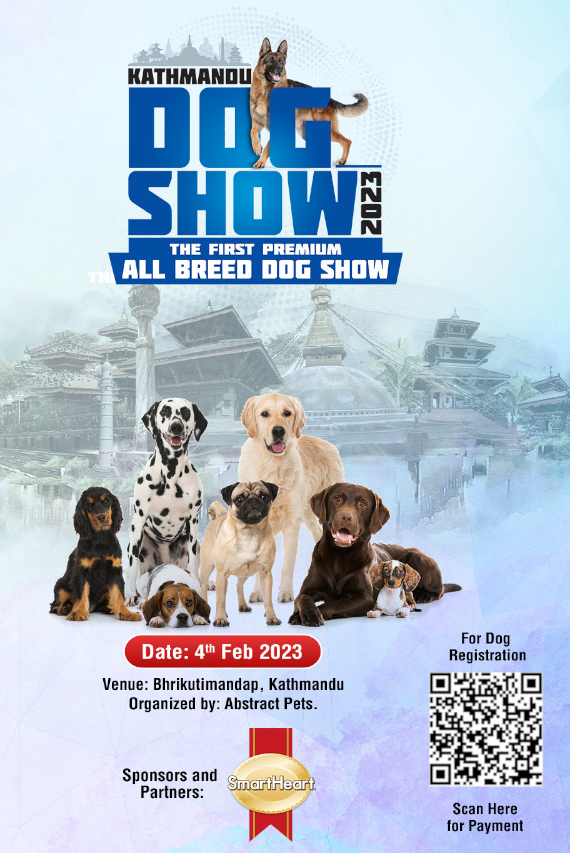 KATHMANDU
DOG
SHOW
2023
THE FIRST PREMIUM
ALL BREED DOG SHOW
Date: 4th Feb 2023
Venue: Bhrikutimandap, Kathmandu
Organized by: Abstract Pets.
Sponsors and
Partners:
SmartHeart
For Dog
Registration
Scan Here
for Payment